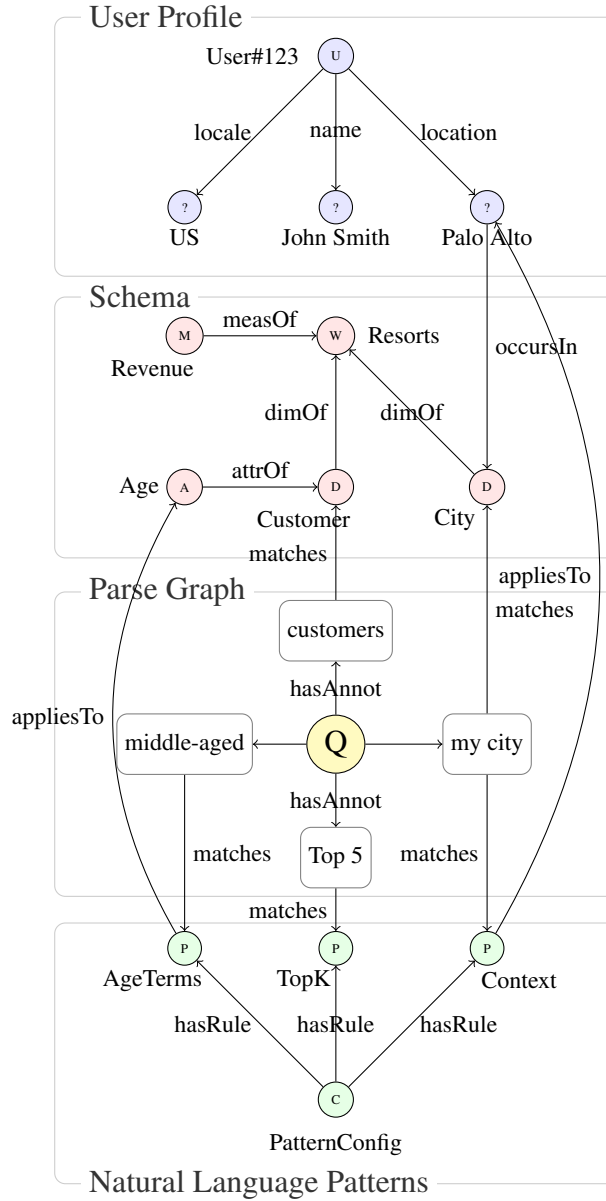 User Profile
User#123
U
locale
name
location
?
?
?
US
John Smith
Palo Alto
Schema
measOf
M
W
Resorts
Revenue
occursIn
dimOf
dimOf
attrOf
Age
A
D
D
Customer
City
matches
appliesTo
Parse Graph
matches
customers
hasAnnot
appliesTo
middle-aged
Q
my city
hasAnnot
matches
Top 5
matches
matches
P
P
P
AgeTerms
TopK
Context
hasRule
hasRule
hasRule
C
PatternConfig
Natural Language Patterns